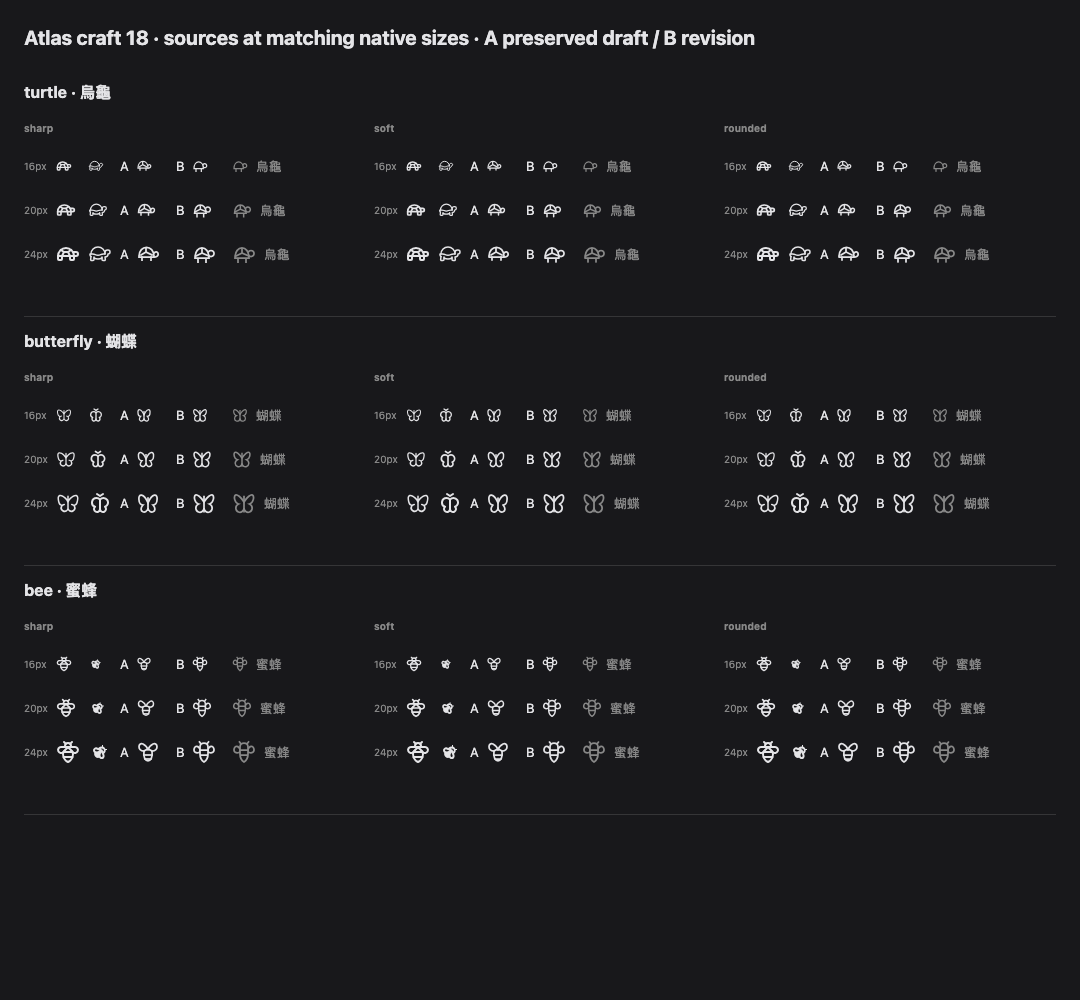 Atlas craft 18 · sources at matching native sizes · A preserved draft / B revision
turtle · 烏龜
sharp soft rounded
16px A B 烏龜 16px A B 烏龜 16px A B 烏龜
20px A B 烏龜 20px A B 烏龜 20px A B 烏龜
24px A B 烏龜 24px A B 烏龜 24px A B 烏龜
butterfly · 蝴蝶
sharp soft rounded
16px A B 蝴蝶 16px A B 蝴蝶 16px A B 蝴蝶
20px A B 蝴蝶 20px A B 蝴蝶 20px A B 蝴蝶
24px A B 蝴蝶 24px A B 蝴蝶 24px A B 蝴蝶
bee · 蜜蜂
sharp soft rounded
16px A B 蜜蜂 16px A B 蜜蜂 16px A B 蜜蜂
20px A B 蜜蜂 20px A B 蜜蜂 20px A B 蜜蜂
24px A B 蜜蜂 24px A B 蜜蜂 24px A B 蜜蜂